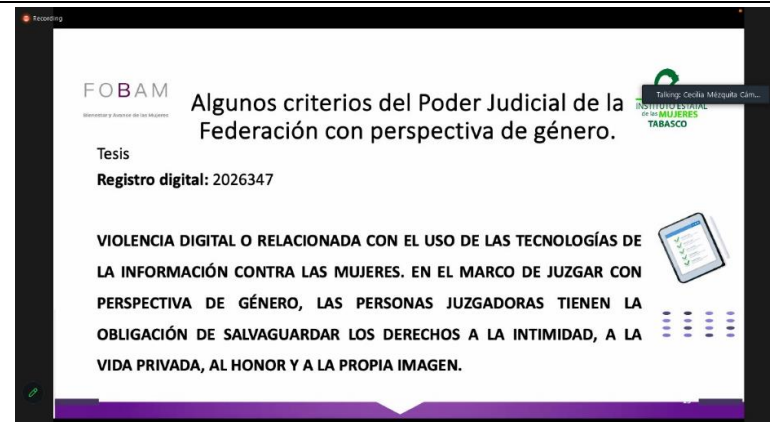 Recording
FOBAM
Bienestar y Avance de las Mujeres
Algunos criterios del Poder Judicial de la
Federación con perspectiva de género.
Talking: Cecilia Mézquita Cám...
INSTITUTO ESTATAL
de las MUJERES
TABASCO
Tesis
Registro digital: 2026347
VIOLENCIA DIGITAL O RELACIONADA CON EL USO DE LAS TECNOLOGÍAS DE
LA INFORMACIÓN CONTRA LAS MUJERES. EN EL MARCO DE JUZGAR CON
PERSPECTIVA DE GÉNERO, LAS PERSONAS JUZGADORAS TIENEN LA
OBLIGACIÓN DE SALVAGUARDAR LOS DERECHOS A LA INTIMIDAD, A LA
VIDA PRIVADA, AL HONOR Y A LA PROPIA IMAGEN.